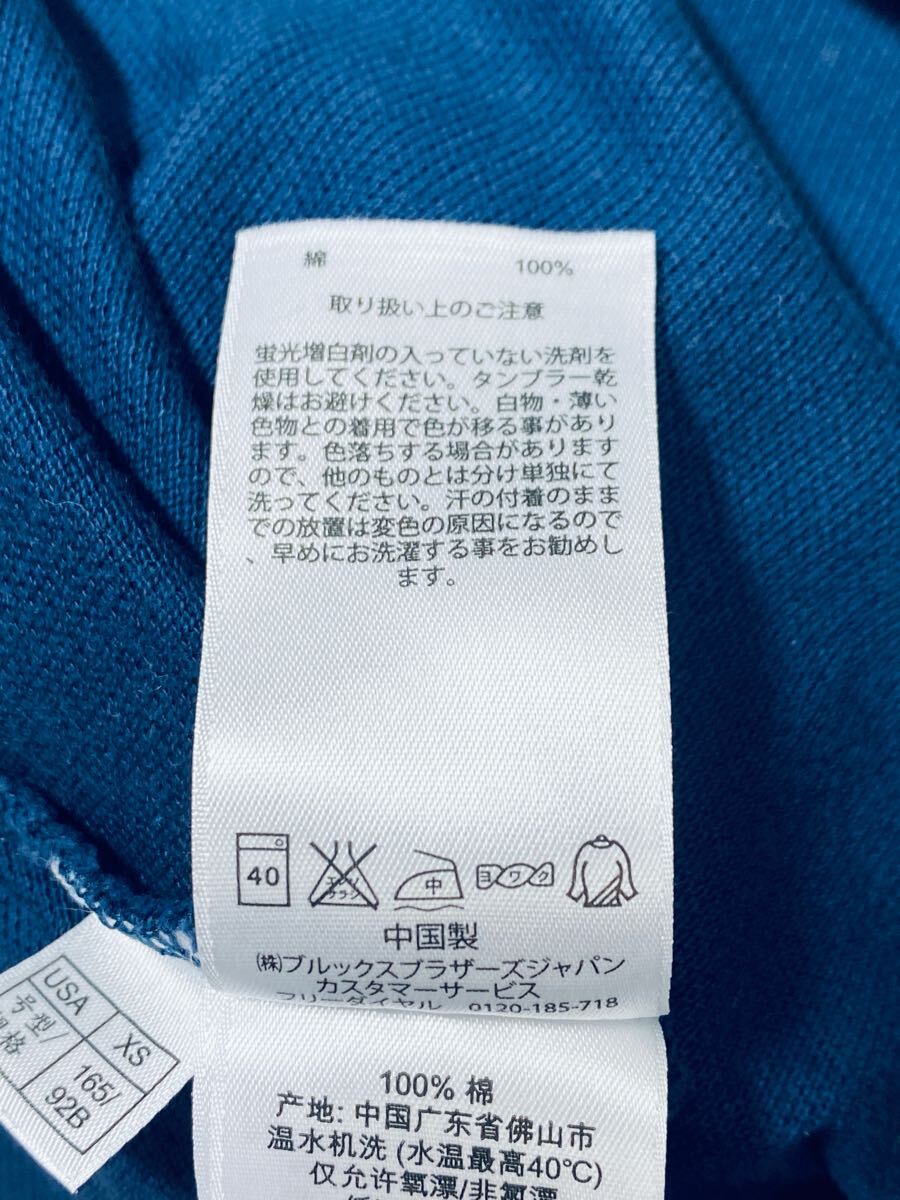 綿 100%
取り扱い上のご注意
蛍光増白剤の入っていない洗剤を
使用してください。タンブラー乾
燥はお避けください。白物・薄い
色物との着用で色が移る事があり
ます。色落ちする場合があります
ので、他のものとは分け単独にて
洗ってください。汗の付着のまま
での放置は変色の原因になるので
、早めにお洗濯する事をお勧めし
ます。
40
エンソ
サラシ
中
ヨワク
中国製
(株)ブルックスブラザーズジャパン
カスタマーサービス
フリーダイヤル 0120-185-718
USA XS
号型/ 165/
规格 92B
100% 棉
产地: 中国广东省佛山市
温水机洗 (水温最高40℃)
仅允许氧漂/非氯漂